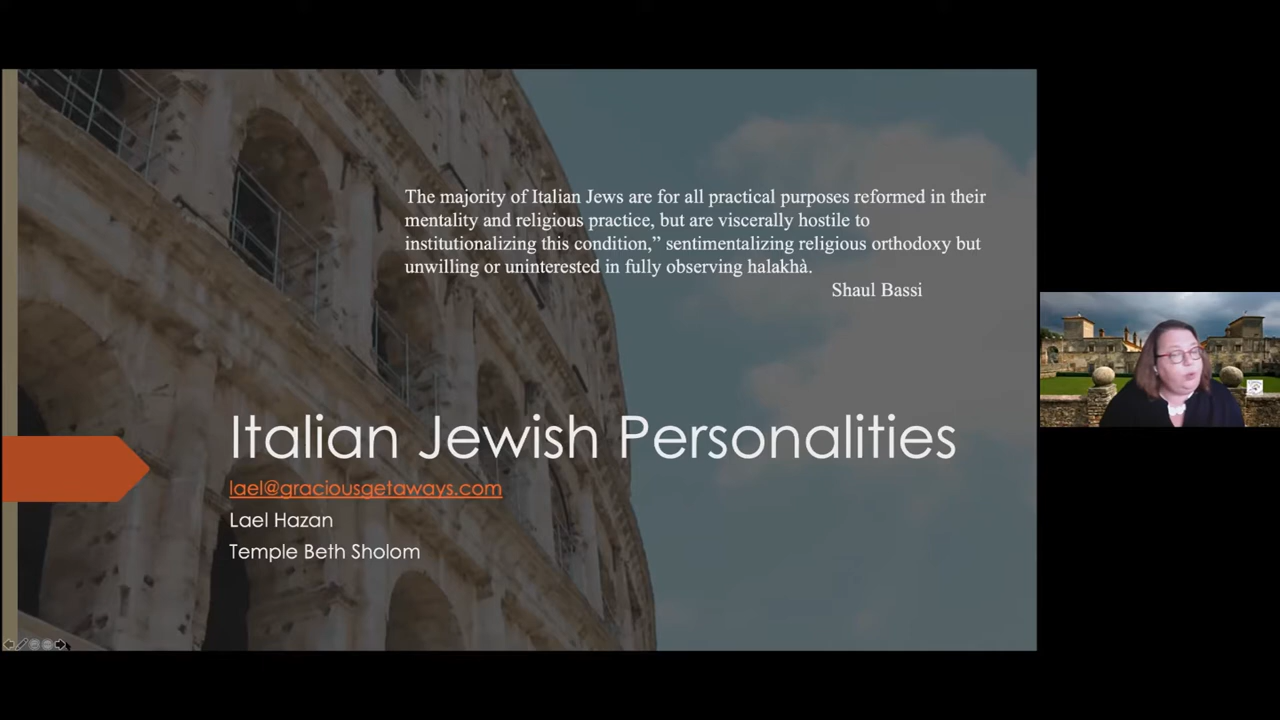 The majority of Italian Jews are for all practical purposes reformed in their
mentality and religious practice, but are viscerally hostile to
institutionalizing this condition,” sentimentalizing religious orthodoxy but
unwilling or uninterested in fully observing halakhà.
Shaul Bassi
Italian Jewish Personalities
lael@graciousgetaways.com
Lael Hazan
Temple Beth Sholom